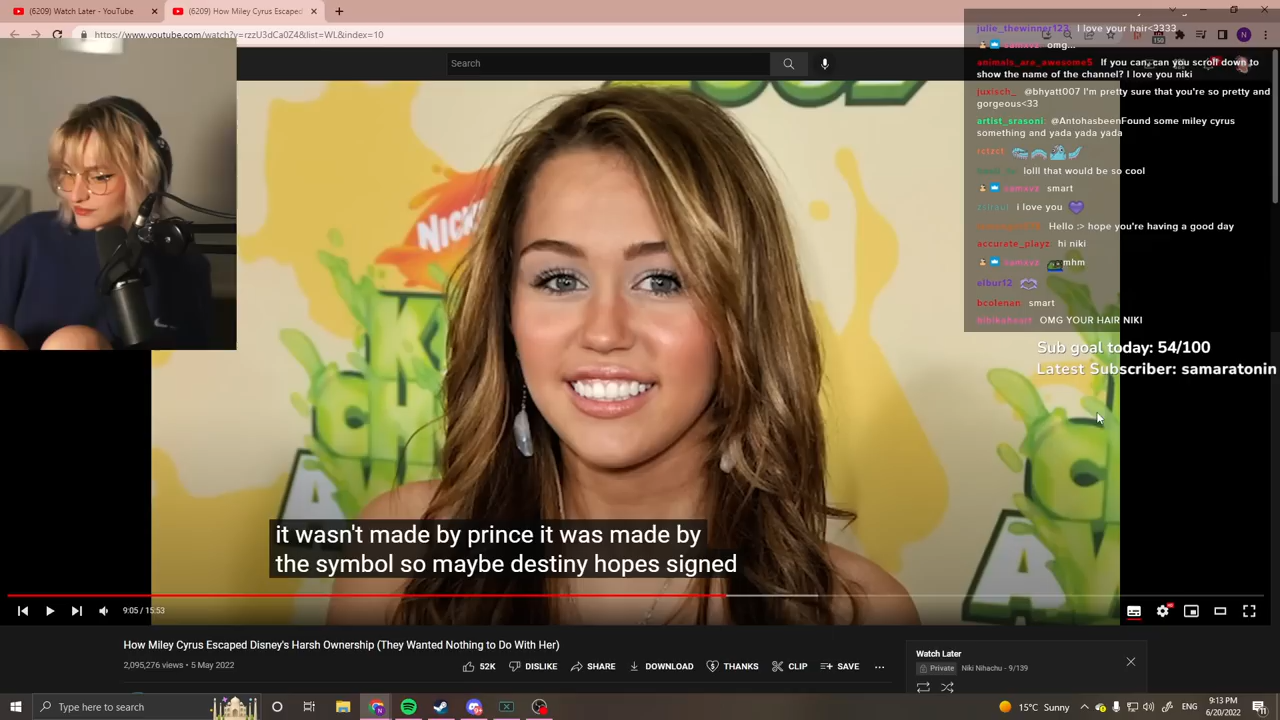 (6209) Watch Later - YouTube
(6209) How Miley Cyrus Escaped
https://www.youtube.com/watch?v=rzzU3dCa0Z4&list=WL&index=10
Search
julie_thewinner123 I love your hair<3333
samxyz omg...
animals_are_awesome5 If you can can you scroll down to
show the name of the channel? I love you niki
juxisch_ @bhyatt007 I'm pretty sure that you're so pretty and
gorgeous<33
artist_srasoni: @AntohasbeenFound some miley cyrus
something and yada yada yada
rclzst
lolll that would be so cool
samxyz smart
i love you
Hello :> hope you're having a good day
accurate_playz: hi niki
samxyz mhm
elbur12
bcolenan: smart
OMG YOUR HAIR NIKI
Sub goal today: 54/100
Latest Subscriber: samaratonin
NICK
it wasn't made by prince it was made by
the symbol so maybe destiny hopes signed
9:05 / 15:53
How Miley Cyrus Escaped Disney's Harsh Ownership (They Wanted Nothing to Do With Her)
2,095,276 views • 5 May 2022
52K DISLIKE SHARE DOWNLOAD THANKS CLIP SAVE
Watch Later
Private Niki Nihachu - 9/139
Type here to search
15°C Sunny
9:13 PM
6/20/2022